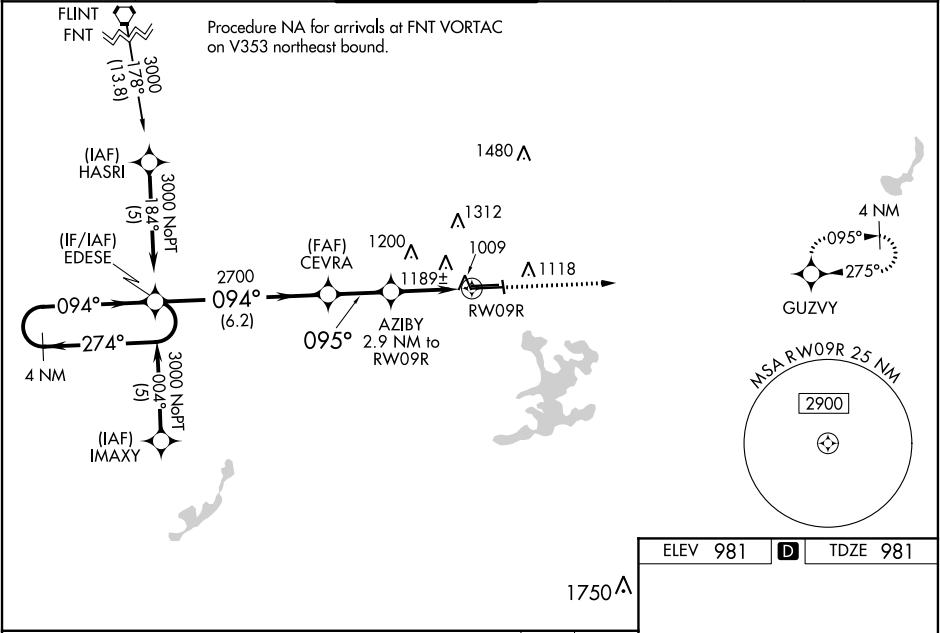 FLINT
FNT
Procedure NA for arrivals at FNT VORTAC
on V353 northeast bound.
3000
178°
(13.8)
(IAF)
HASRI
3000 NoPT
184°
(5)
(IF/IAF)
EDESE
094°
274°
4 NM
3000 NoPT
004°
(5)
(IAF)
IMAXY
2700
094°
(6.2)
(FAF)
CEVRA
095°
AZIBY
2.9 NM to
RW09R
1480
1312
1200
1009
1189±
1118
RW09R
4 NM
095°
275°
GUZVY
MSA RW09R 25 NM
2900
1750
ELEV 981 D TDZE 981